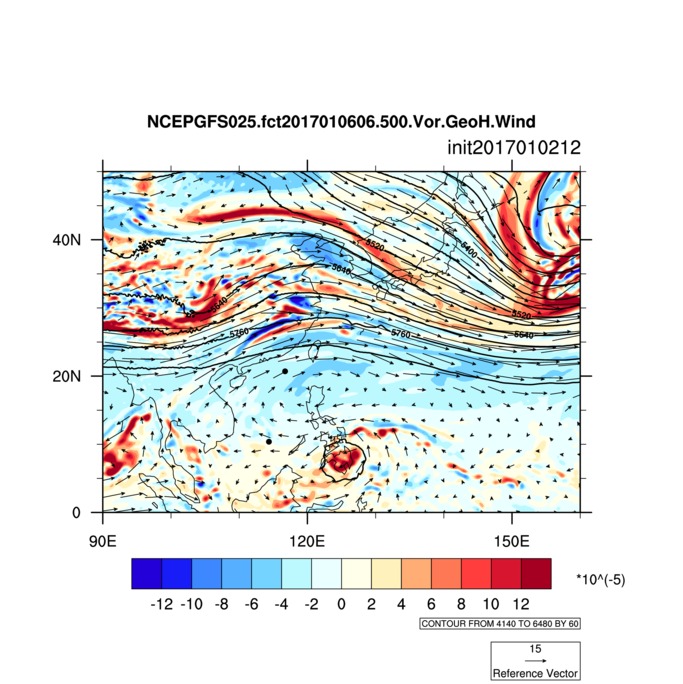 NCEPGFS025.fct2017010606.500.Vor.GeoH.Wind
init2017010212
40N
20N
0
90E 120E 150E
5520
5400
5640
5640
5520
5640
5760
5760
-12 -10 -8 -6 -4 -2 0 2 4 6 8 10 12
*10^(-5)
CONTOUR FROM 4140 TO 6480 BY 60
15
Reference Vector